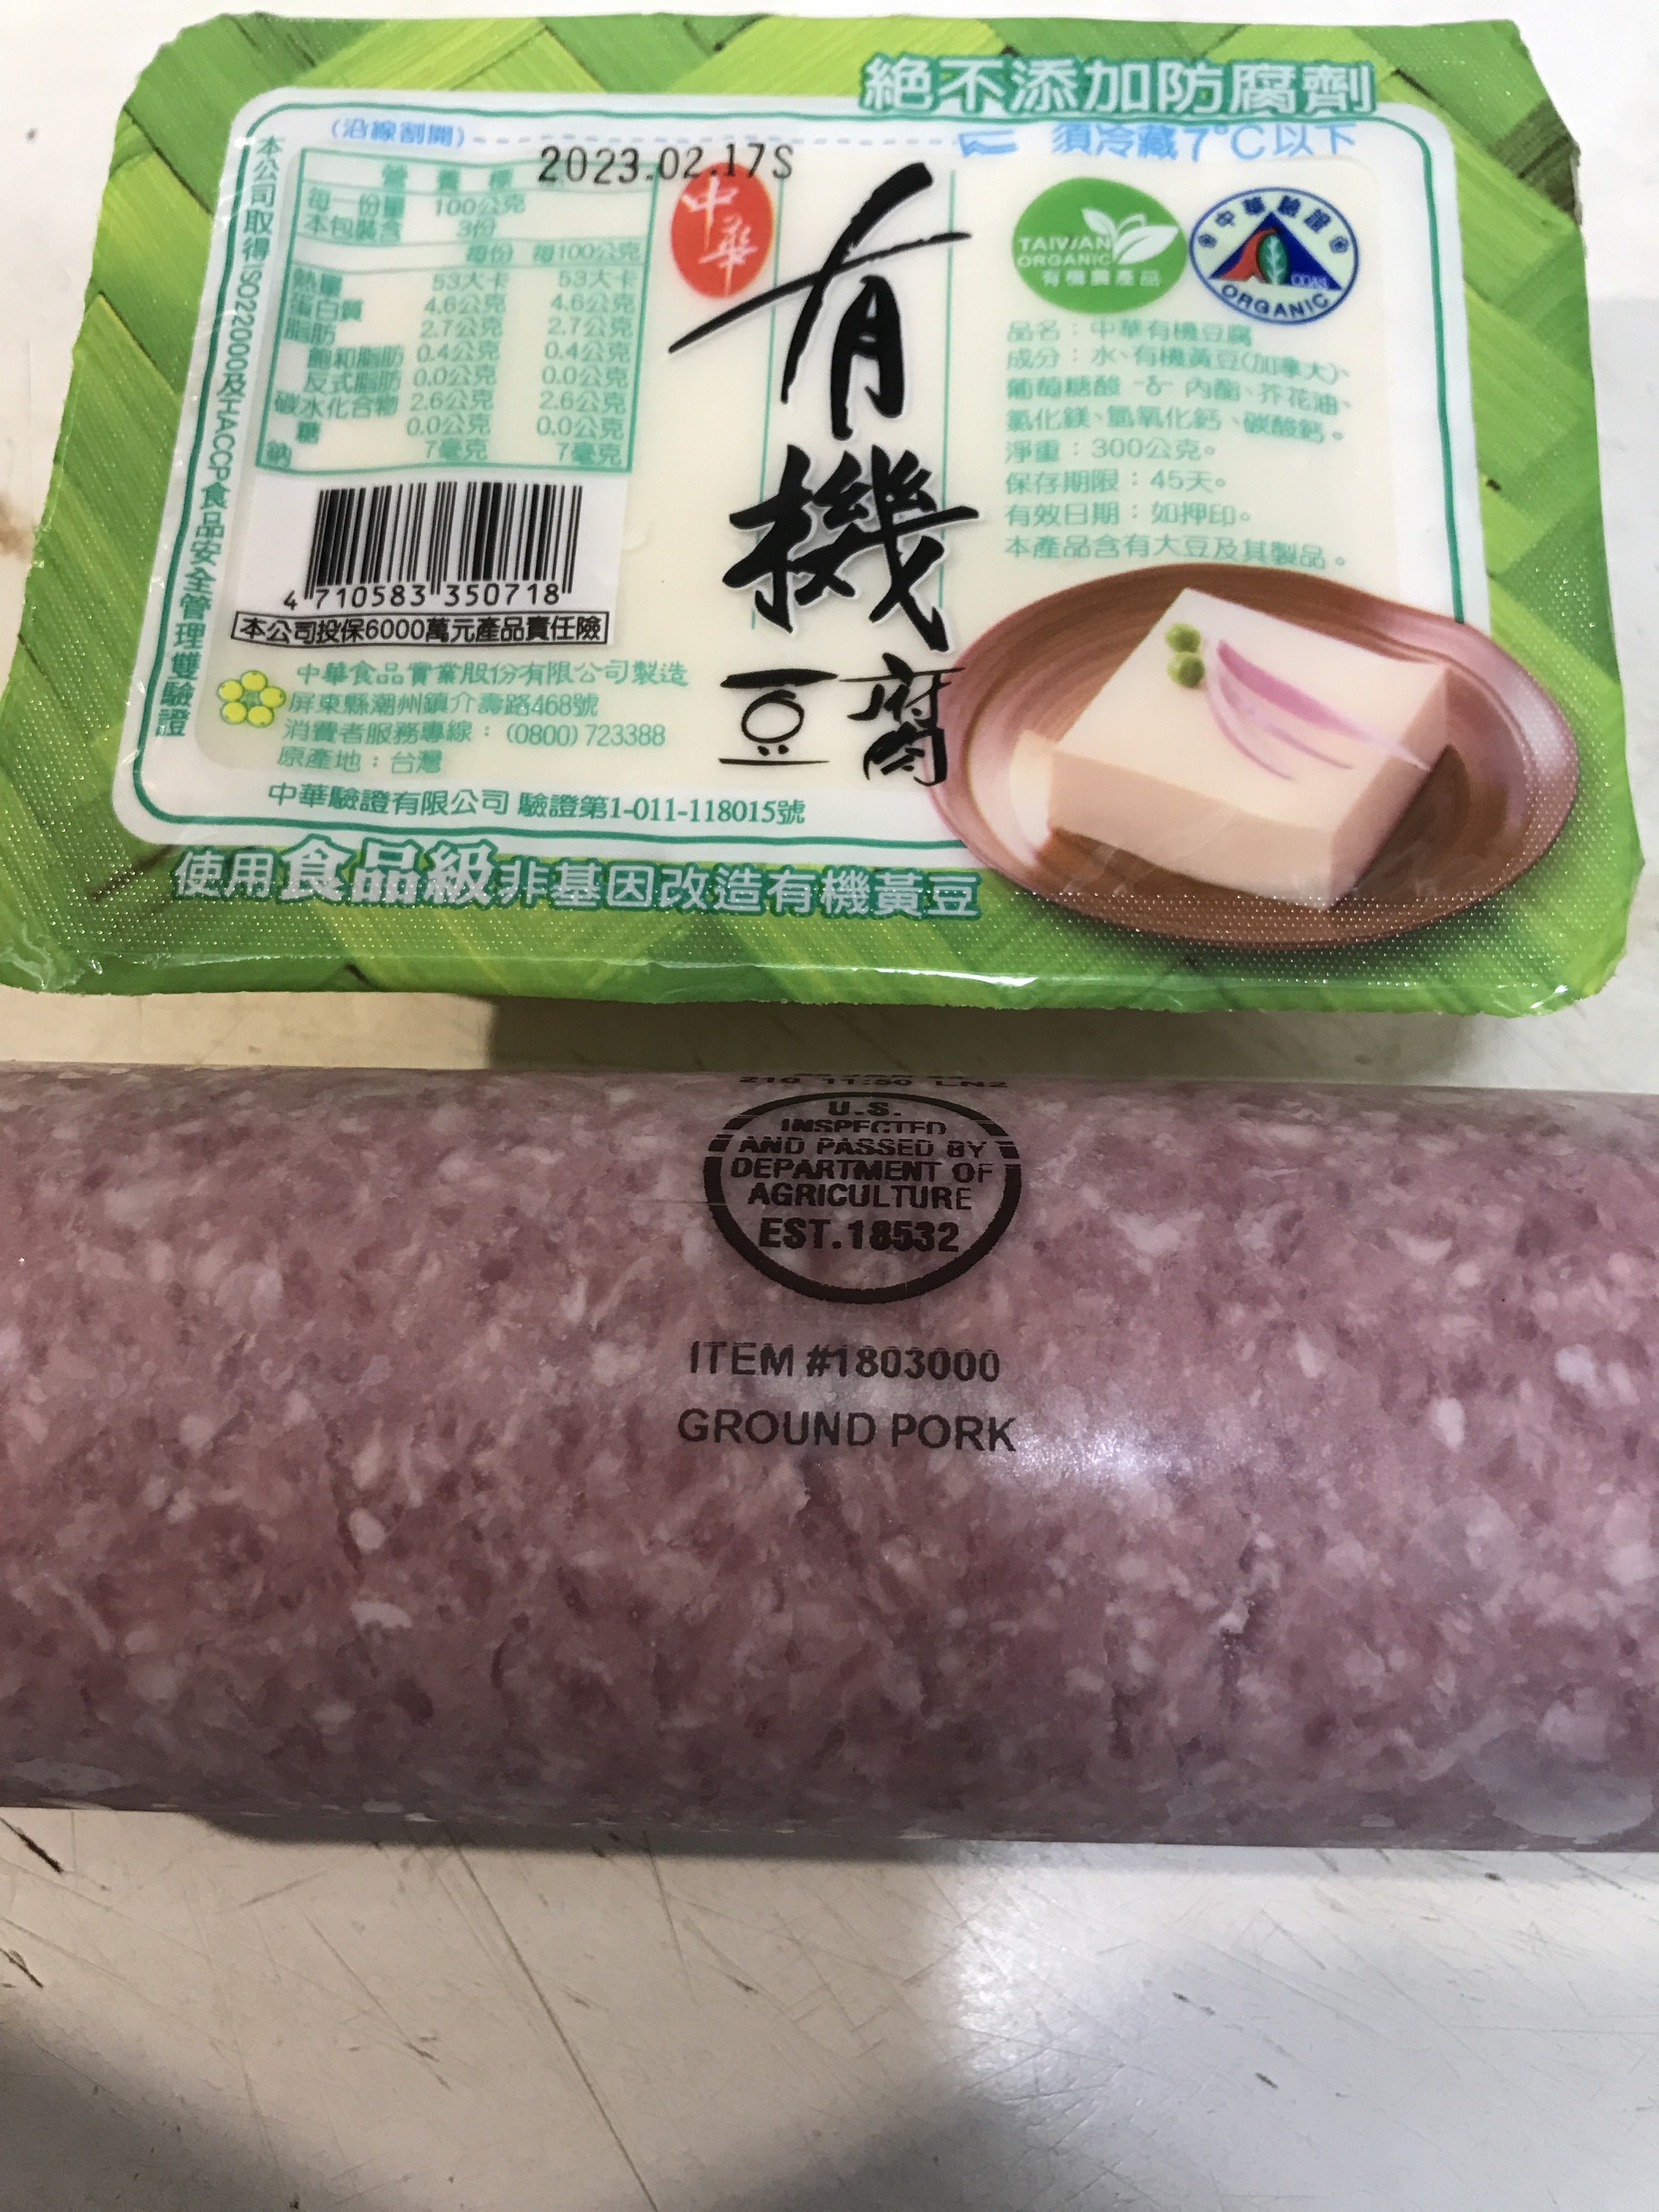 絕不添加防腐劑
(沿線割開)
須冷藏7°C以下
2023.02.17S
本公司取得ISO22000及HACCP食品安全管理雙驗證
營養標
每一份量 100公克
本包裝含 3份
每份 每100公克
熱量 53大卡 53大卡
蛋白質 4.6公克 4.6公克
脂肪 2.7公克 2.7公克
飽和脂肪 0.4公克 0.4公克
反式脂肪 0.0公克 0.0公克
碳水化合物 2.6公克 2.6公克
糖 0.0公克 0.0公克
鈉 7毫克 7毫克
4 710583 350718
本公司投保6000萬元產品責任險
中華食品實業股份有限公司製造
屏東縣潮州鎮介壽路468號
消費者服務專線：(0800) 723388
原產地：台灣
中華驗證有限公司 驗證第1-011-118015號
中華
有機豆腐
TAIWAN
ORGANIC
有機農產品
中華驗證
ORGANIC
品名：中華有機豆腐
成分：水、有機黃豆(加拿大)、
葡萄糖酸-δ-內酯、芥花油、
氯化鎂、氫氧化鈣、碳酸鈣。
淨重：300公克。
保存期限：45天。
有效日期：如押印。
本產品含有大豆及其製品。
使用食品級非基因改造有機黃豆
210 11:50 LN2
U.S.
INSPECTED
AND PASSED BY
DEPARTMENT OF
AGRICULTURE
EST.18532
ITEM #1803000
GROUND PORK